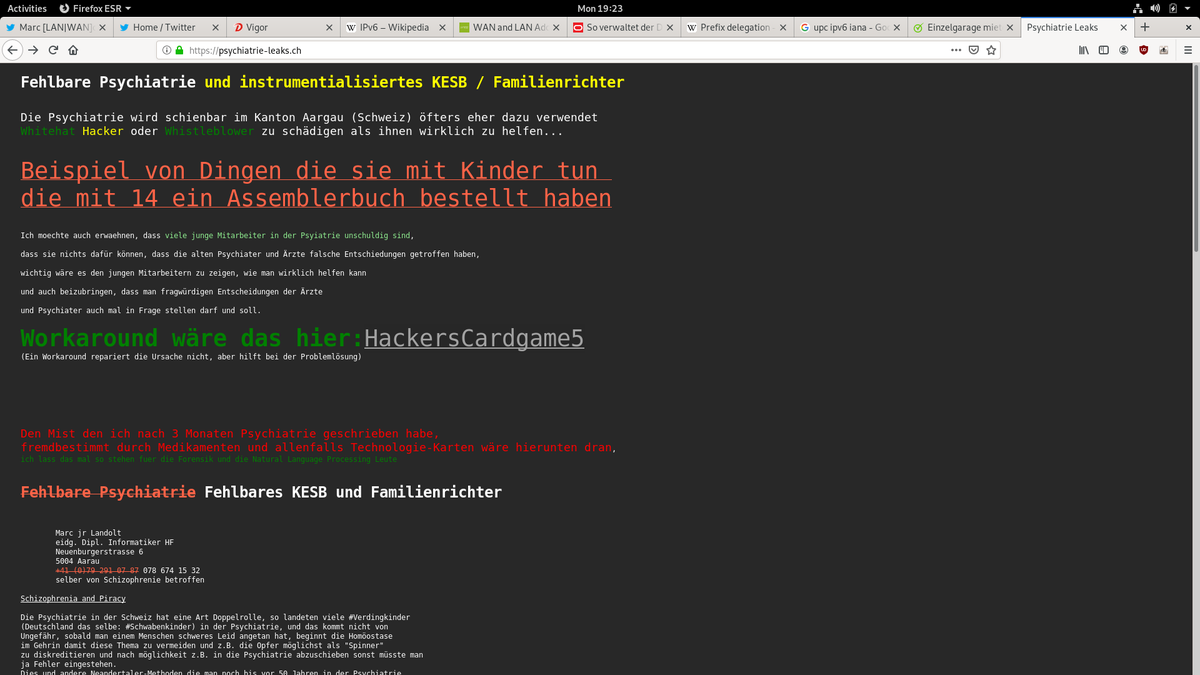 Activities Firefox ESR Mon 19:23
Marc [LAN|WAN] Home / Twitter Vigor IPv6 – Wikipedia WAN and LAN Ad So verwaltet der D Prefix delegation upc ipv6 iana - Go Einzelgarage miet Psychiatrie Leaks
https://psychiatrie-leaks.ch
Fehlbare Psychiatrie und instrumentialisiertes KESB / Familienrichter
Die Psychiatrie wird schienbar im Kanton Aargau (Schweiz) öfters eher dazu verwendet
Whitehat Hacker oder Whistleblower zu schädigen als ihnen wirklich zu helfen...
Beispiel von Dingen die sie mit Kinder tun
die mit 14 ein Assemblerbuch bestellt haben
Ich moechte auch erwaehnen, dass viele junge Mitarbeiter in der Psyiatrie unschuldig sind,
dass sie nichts dafür können, dass die alten Psychiater und Ärzte falsche Entschiedungen getroffen haben,
wichtig wäre es den jungen Mitarbeitern zu zeigen, wie man wirklich helfen kann
und auch beizubringen, dass man fragwürdigen Entscheidungen der Ärzte
und Psychiater auch mal in Frage stellen darf und soll.
Workaround wäre das hier:HackersCardgame5
(Ein Workaround repariert die Ursache nicht, aber hilft bei der Problemlösung)
Den Mist den ich nach 3 Monaten Psychiatrie geschrieben habe,
fremdbestimmt durch Medikamenten und allenfalls Technologie-Karten wäre hierunten dran,
ich lass das mal so stehen fuer die Forensik und die Natural Language Processing Leute
Fehlbare Psychiatrie Fehlbares KESB und Familienrichter
Marc jr Landolt
eidg. Dipl. Informatiker HF
Neuenburgerstrasse 6
5004 Aarau
+41 (0)79 291 07 87 078 674 15 32
selber von Schizophrenie betroffen
Schizophrenia and Piracy
Die Psychiatrie in der Schweiz hat eine Art Doppelrolle, so landeten viele #Verdingkinder
(Deutschland das selbe: #Schwabenkinder) in der Psychiatrie, und das kommt nicht von
Ungefähr, sobald man einem Menschen schweres Leid angetan hat, beginnt die Homöostase
im Gehrin damit diese Thema zu vermeiden und z.B. die Opfer möglichst als "Spinner"
zu diskreditieren und nach möglichkeit z.B. in die Psychiatrie abzuschieben sonst müsste man
ja Fehler eingestehen.
Dies und andere Neandertaler-Methoden die man noch bis vor 50 Jahren in der Psychiatrie